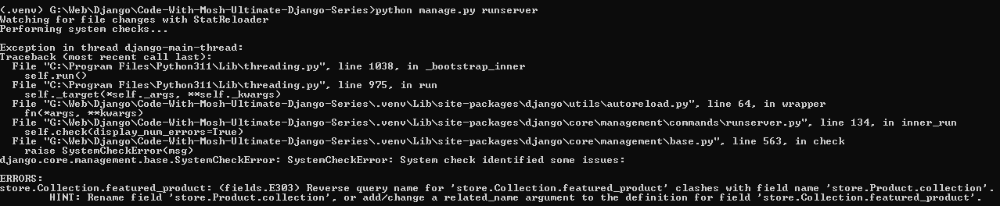 (.venv) G:\Web\Django\Code-With-Mosh-Ultimate-Django-Series>python manage.py runserver
Watching for file changes with StatReloader
Performing system checks...

Exception in thread django-main-thread:
Traceback (most recent call last):
  File "C:\Program Files\Python311\Lib\threading.py", line 1038, in _bootstrap_inner
    self.run()
  File "C:\Program Files\Python311\Lib\threading.py", line 975, in run
    self._target(*self._args, **self._kwargs)
  File "G:\Web\Django\Code-With-Mosh-Ultimate-Django-Series\.venv\Lib\site-packages\django\utils\autoreload.py", line 64, in wrapper
    fn(*args, **kwargs)
  File "G:\Web\Django\Code-With-Mosh-Ultimate-Django-Series\.venv\Lib\site-packages\django\core\management\commands\runserver.py", line 134, in inner_run
    self.check(display_num_errors=True)
  File "G:\Web\Django\Code-With-Mosh-Ultimate-Django-Series\.venv\Lib\site-packages\django\core\management\base.py", line 563, in check
    raise SystemCheckError(msg)
django.core.management.base.SystemCheckError: SystemCheckError: System check identified some issues:

ERRORS:
store.Collection.featured_product: (fields.E303) Reverse query name for 'store.Collection.featured_product' clashes with field name 'store.Product.collection'.
        HINT: Rename field 'store.Product.collection', or add/change a related_name argument to the definition for field 'store.Collection.featured_product'.